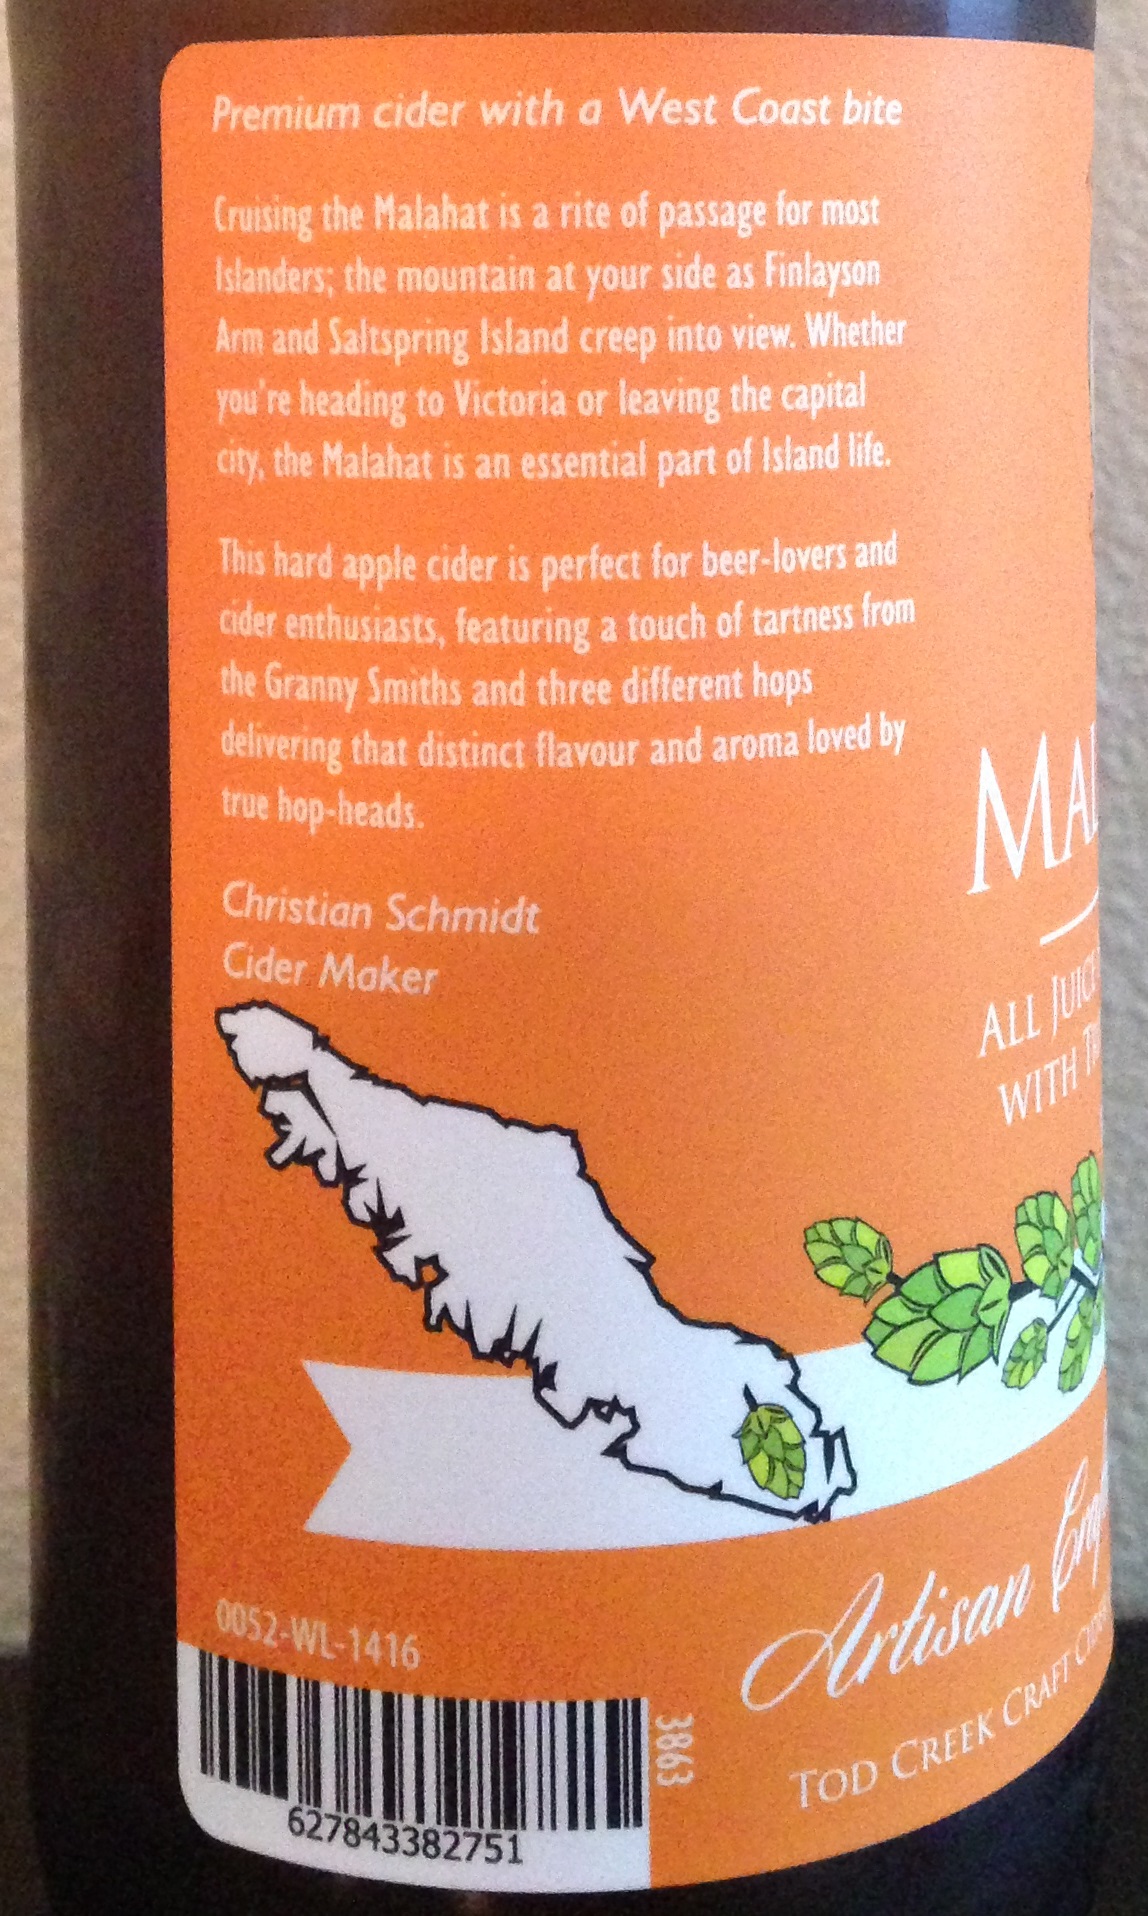 Premium cider with a West Coast bite
Cruising the Malahat is a rite of passage for most
Islanders; the mountain at your side as Finlayson
Arm and Saltspring Island creep into view. Whether
you're heading to Victoria or leaving the capital
city, the Malahat is an essential part of Island life.
This hard apple cider is perfect for beer-lovers and
cider enthusiasts, featuring a touch of tartness from
the Granny Smiths and three different hops
delivering that distinct flavour and aroma loved by
true hop-heads.
Christian Schmidt
Cider Maker
ALL JUICE
WITH
Artisan
TOD CREEK CRAFT
0052-WL-1416
3863
627843382751